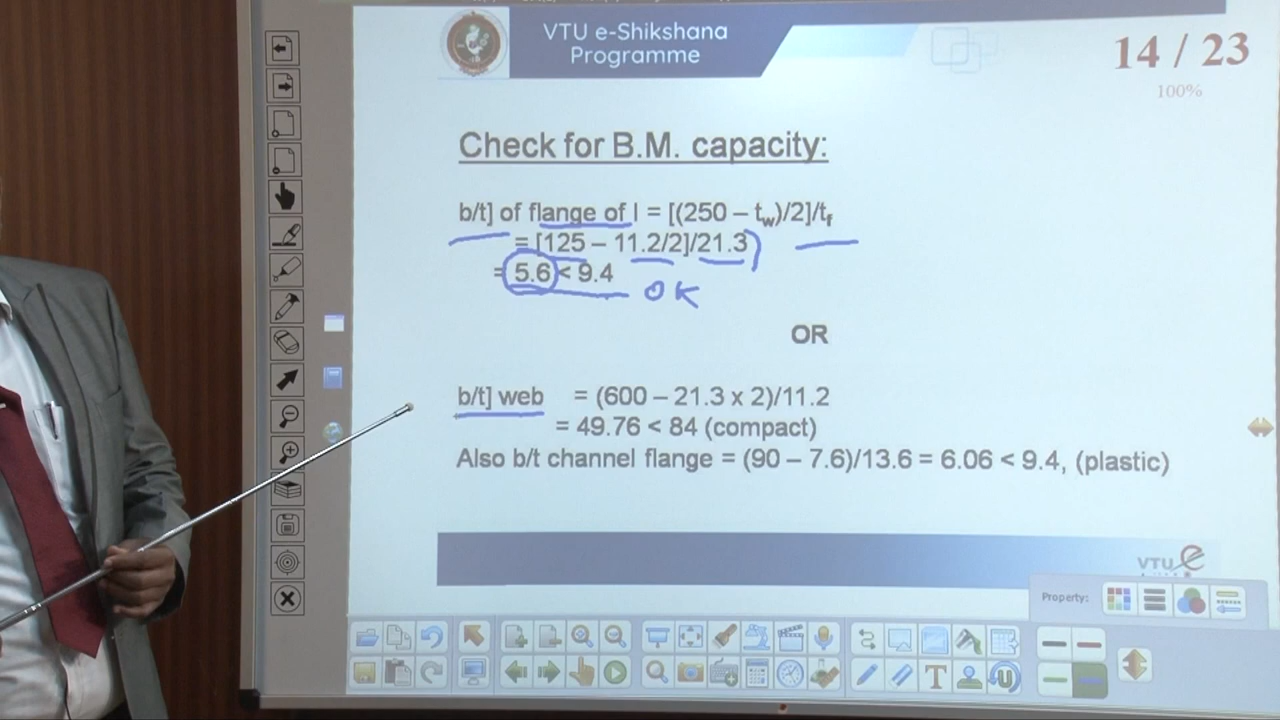 VTU e-Shikshana
Programme
14 / 23
100%
Check for B.M. capacity:
b/t] of flange of I = [(250 – tw)/2]/tf
= [125 – 11.2/2]/21.3
= 5.6 < 9.4
OK
OR
b/t] web = (600 – 21.3 x 2)/11.2
= 49.76 < 84 (compact)
Also b/t channel flange = (90 – 7.6)/13.6 = 6.06 < 9.4, (plastic)
VTU e
Property: